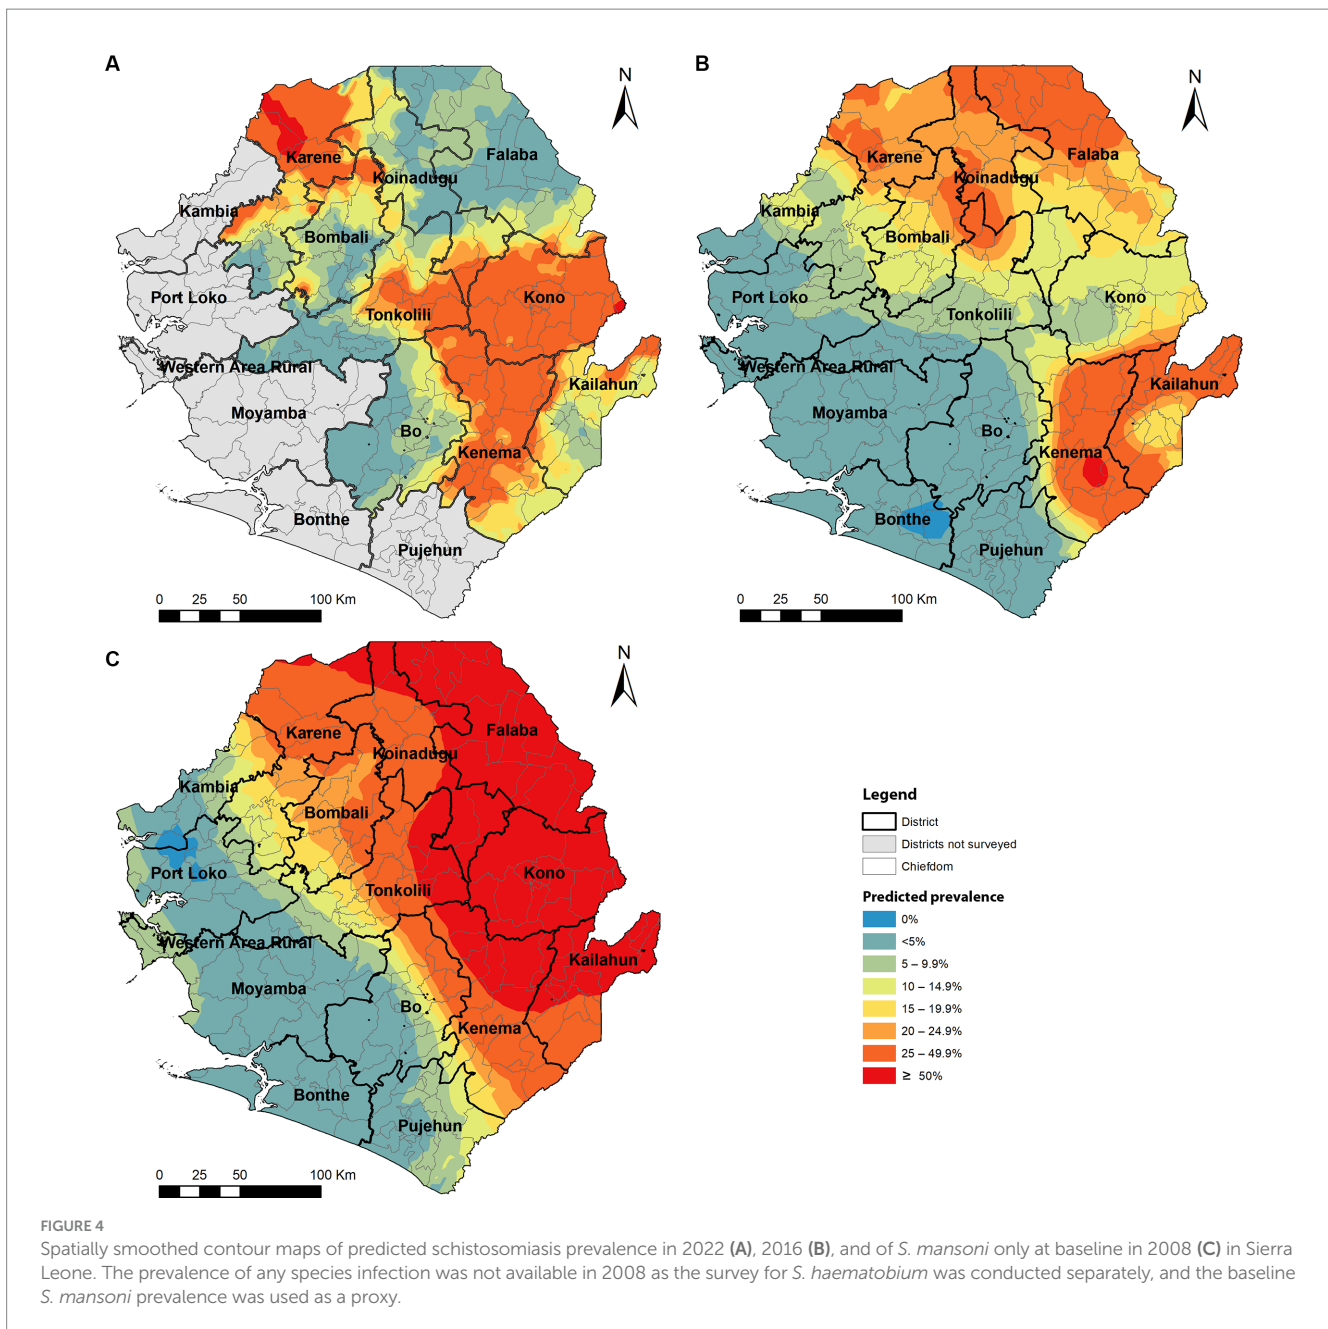 A
N
Karene
Falaba
Koinadugu
Kambia
Bombali
Port Loko
Kono
Tonkolili
Western Area Rural
Kailahun
Moyamba
Bo
Kenema
Bonthe
Pujehun
0 25 50 100 Km
B
N
Karene
Falaba
Koinadugu
Kambia
Bombali
Port Loko
Kono
Tonkolili
Western Area Rural
Kailahun
Moyamba
Bo
Kenema
Bonthe
Pujehun
0 25 50 100 Km
C
N
Karene
Falaba
Koinadugu
Kambia
Bombali
Port Loko
Kono
Tonkolili
Western Area Rural
Kailahun
Moyamba
Bo
Kenema
Bonthe
Pujehun
0 25 50 100 Km
Legend
District
Districts not surveyed
Chiefdom
Predicted prevalence
0%
<5%
5 – 9.9%
10 – 14.9%
15 – 19.9%
20 – 24.9%
25 – 49.9%
≥ 50%
FIGURE 4
Spatially smoothed contour maps of predicted schistosomiasis prevalence in 2022 (A), 2016 (B), and of S. mansoni only at baseline in 2008 (C) in Sierra
Leone. The prevalence of any species infection was not available in 2008 as the survey for S. haematobium was conducted separately, and the baseline
S. mansoni prevalence was used as a proxy.